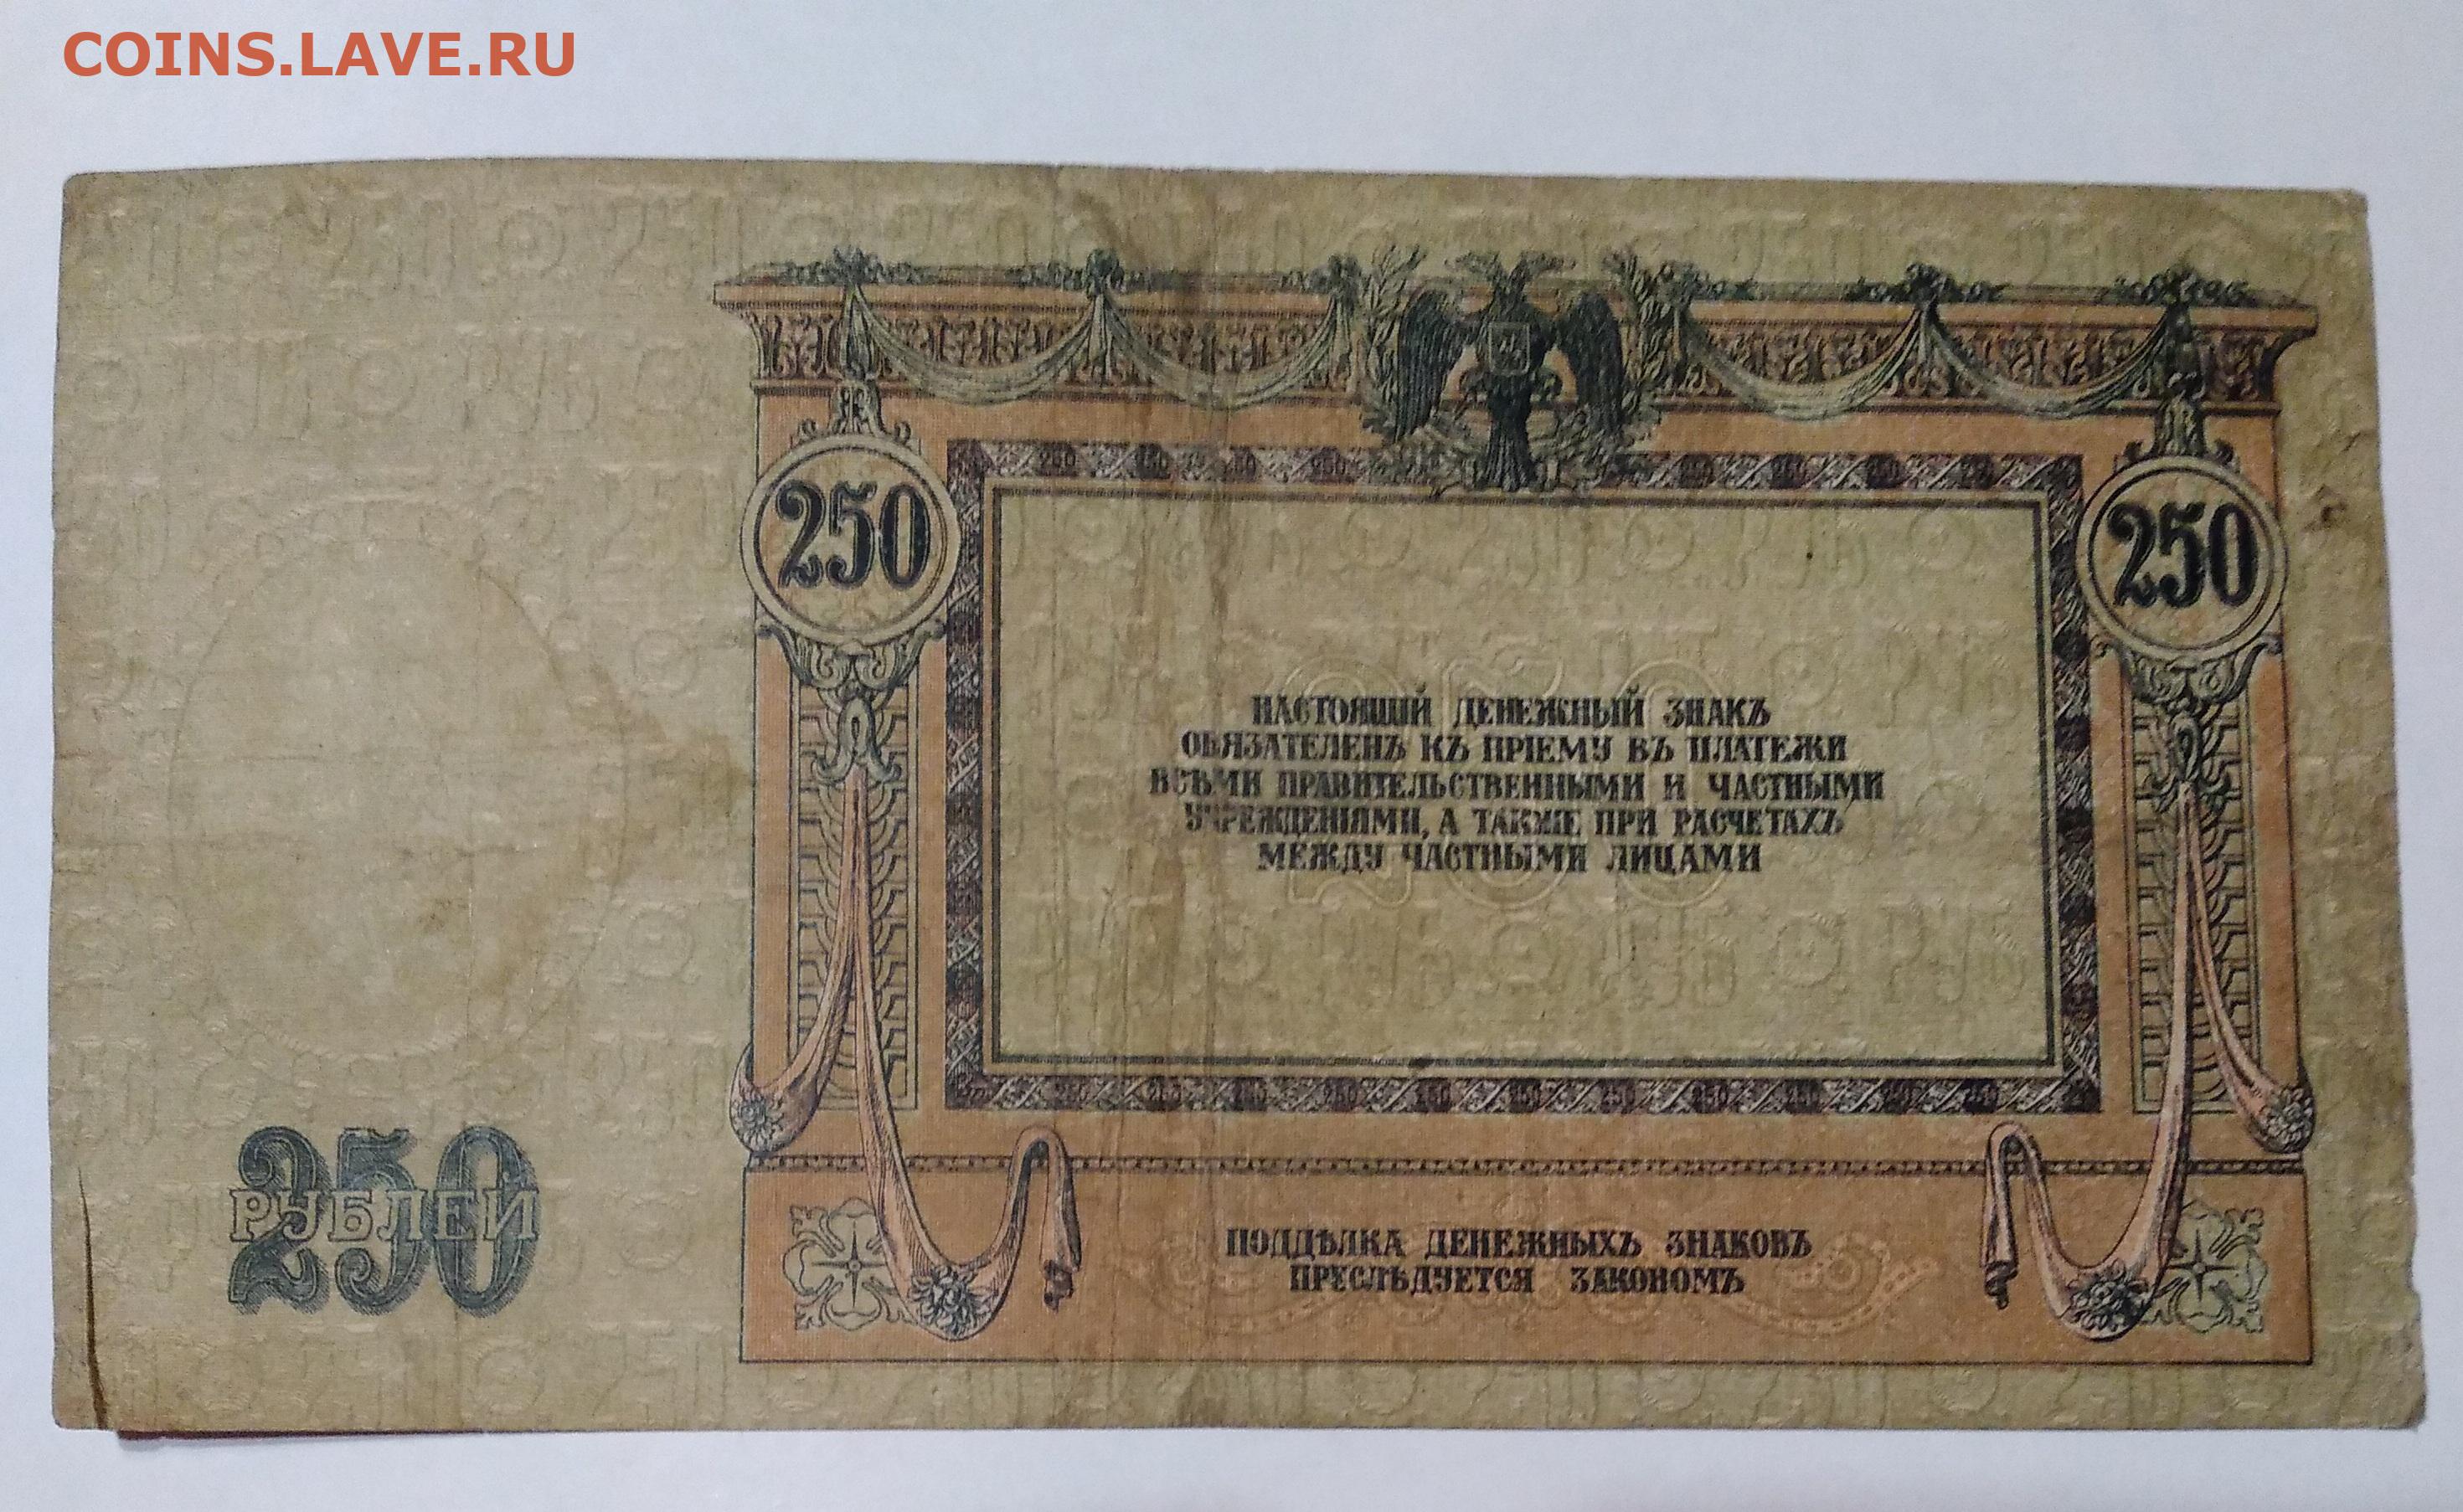 COINS.LAVE.RU
250
250
НАСТОЯЩІЙ ДЕНЕЖНЫЙ ЗНАКЪ
ОБЯЗАТЕЛЕНЪ КЪ ПРІЕМУ ВЪ ПЛАТЕЖИ
ВСѢМИ ПРАВИТЕЛЬСТВЕННЫМИ И ЧАСТНЫМИ
УЧРЕЖДЕНІЯМИ, А ТАКЖЕ ПРИ РАСЧЕТАХЪ
МЕЖДУ ЧАСТНЫМИ ЛИЦАМИ
250
РУБЛЕЙ
ПОДДѢЛКА ДЕНЕЖНЫХЪ ЗНАКОВЪ
ПРЕСЛѢДУЕТСЯ ЗАКОНОМЪ